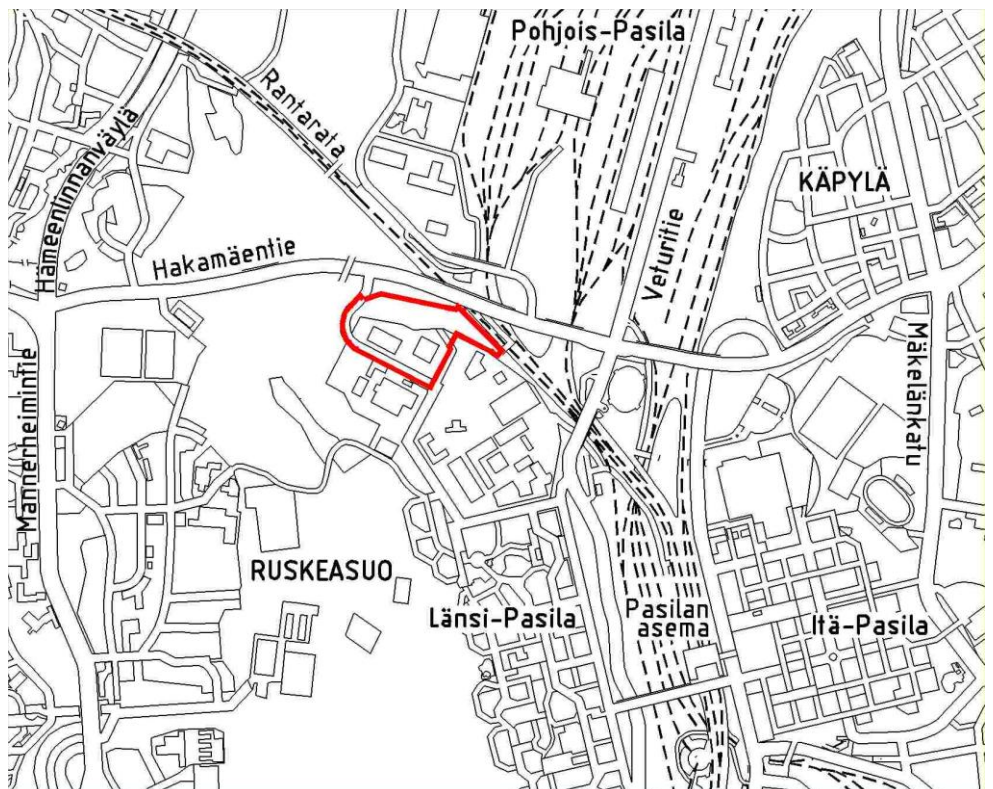 Pohjois-Pasila
Rantarata
Hämeenlinnanväylä
KÄPYLÄ
Veturitie
Hakamäentie
Mäkelänkatu
Mannerheimintie
RUSKEASUO
Länsi-Pasila
Pasilan
asema
Itä-Pasila